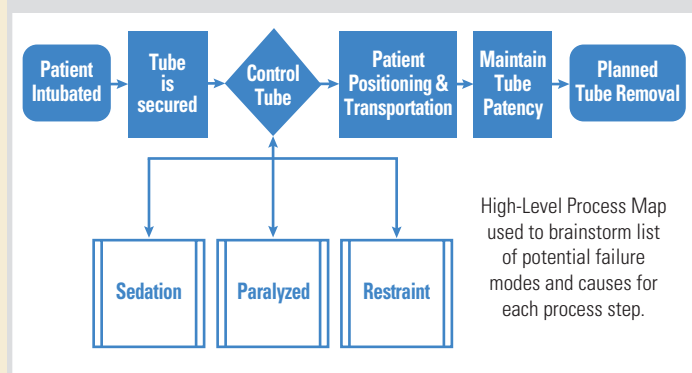 Patient
Intubated
Tube
is
secured
Control
Tube
Patient
Positioning &
Transportation
Maintain
Tube
Patency
Planned
Tube Removal
Sedation
Paralyzed
Restraint
High-Level Process Map
used to brainstorm list
of potential failure
modes and causes for
each process step.